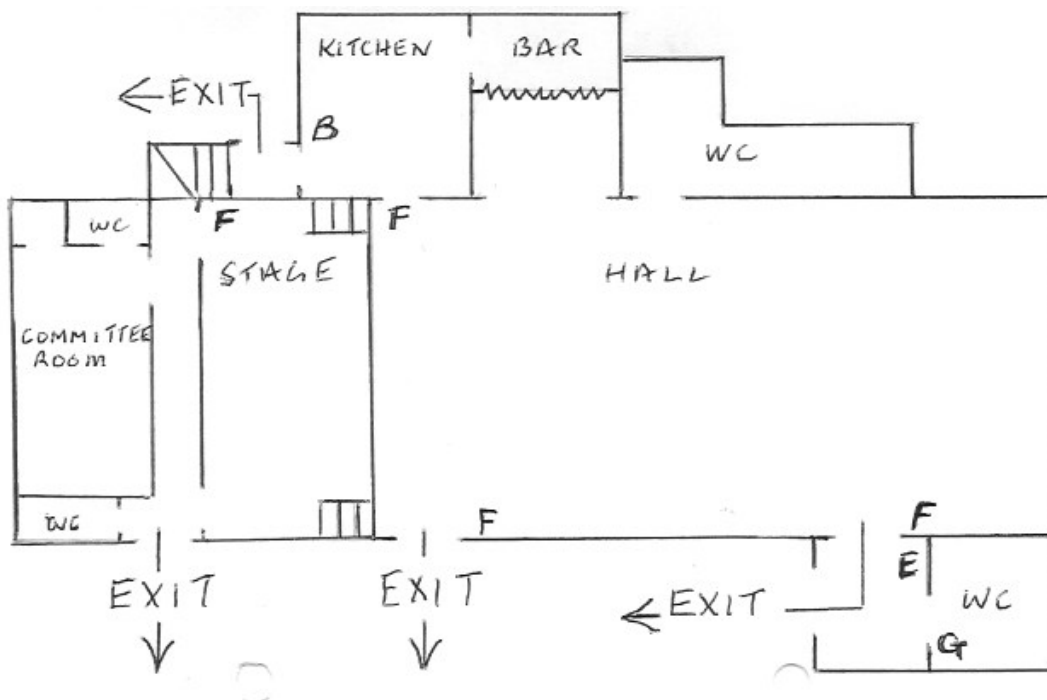 KITCHEN
BAR
EXIT
B
WC
WC
F
F
STAGE
HALL
COMMITTEE
ROOM
WC
F
F
E
EXIT
EXIT
EXIT
WC
G